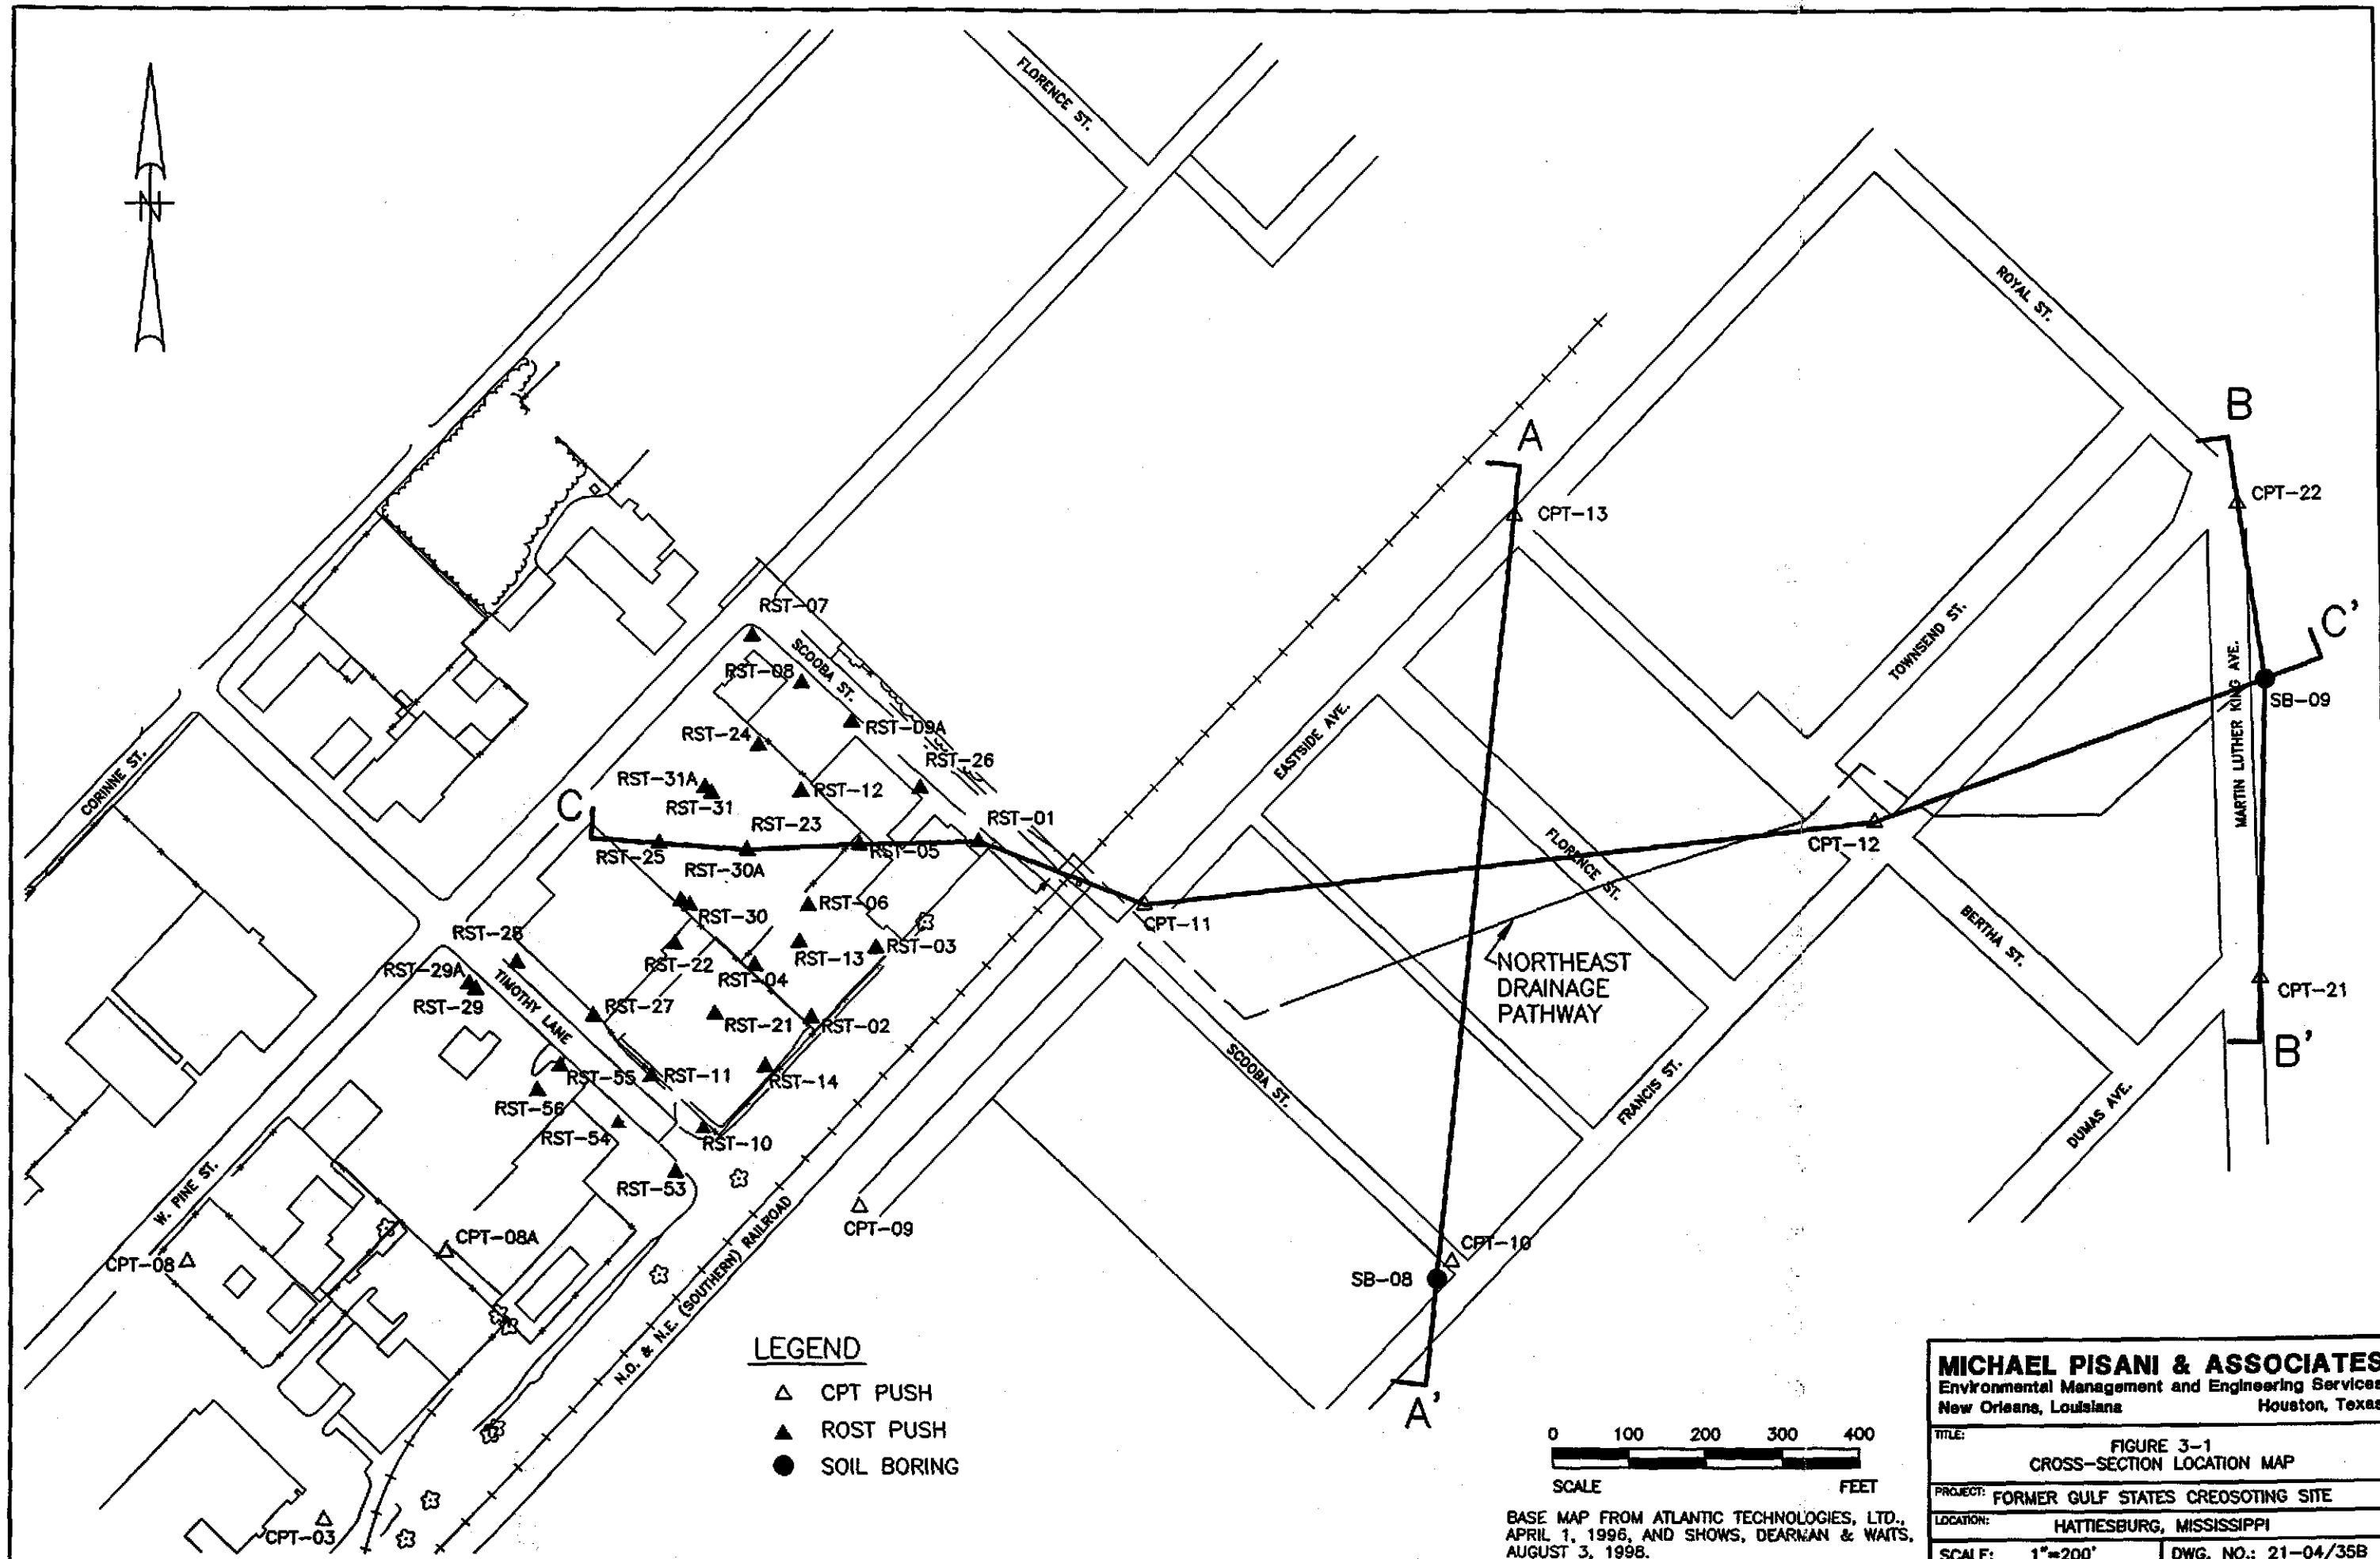 FLORENCE ST.
N
ROYAL ST.
A
B
CPT-22
CPT-13
C'
RST-07
SCOOBA ST.
RST-08
TOWNSEND ST.
MARTIN LUTHER KING AVE.
SB-09
RST-09A
RST-24
RST-26
EASTSIDE AVE.
CORINNE ST.
RST-31A
RST-12
RST-31
C
RST-23
RST-01
RST-25
RST-05
CPT-12
RST-30A
FLORENCE ST.
RST-30
RST-06
CPT-11
BERTHA ST.
RST-28
RST-03
RST-13
RST-22
RST-29A
RST-04
NORTHEAST
DRAINAGE
PATHWAY
CPT-21
RST-29
TIMOTHY LANE
RST-27
RST-21
RST-02
B'
SCOOBA ST.
RST-55
RST-11
RST-14
FRANCIS ST.
DUMAS AVE.
RST-56
RST-54
RST-10
RST-53
W. PINE ST.
CPT-09
N.O. & N.E. (SOUTHERN) RAILROAD
CPT-08A
CPT-10
CPT-08
SB-08
A'
CPT-03
LEGEND
CPT PUSH
ROST PUSH
SOIL BORING
0 100 200 300 400
SCALE FEET
BASE MAP FROM ATLANTIC TECHNOLOGIES, LTD.,
APRIL 1, 1996, AND SHOWS, DEARMAN & WAITS,
AUGUST 3, 1998.
MICHAEL PISANI & ASSOCIATES
Environmental Management and Engineering Services
New Orleans, Louisiana Houston, Texas
TITLE:
FIGURE 3-1
CROSS-SECTION LOCATION MAP
PROJECT: FORMER GULF STATES CREOSOTING SITE
LOCATION: HATTIESBURG, MISSISSIPPI
SCALE: 1"=200' DWG. NO.: 21-04/35B